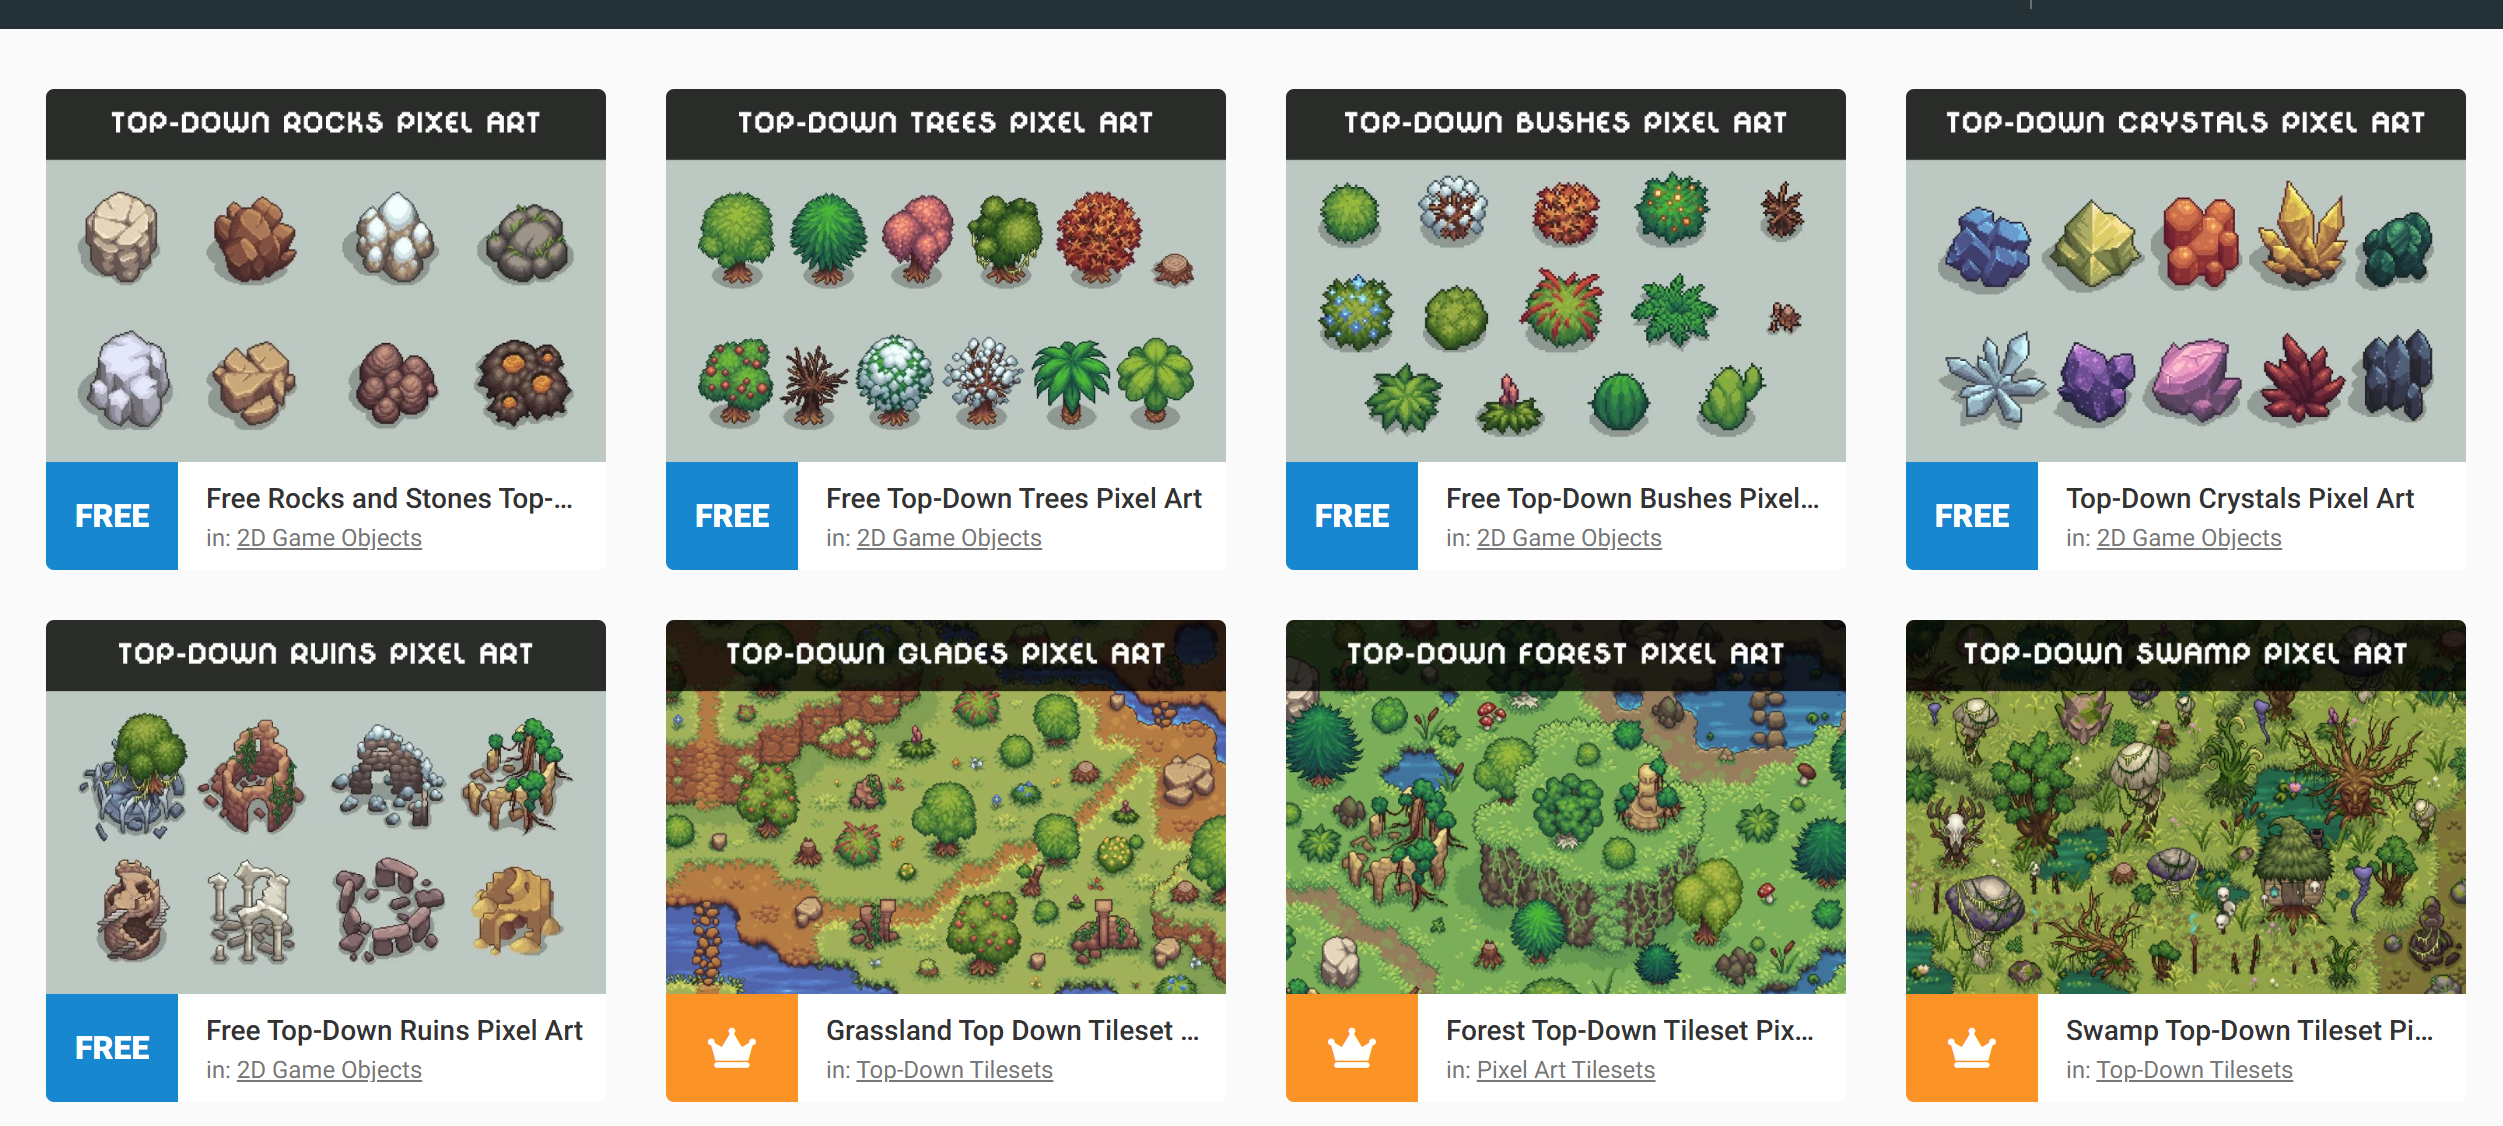 TOP-DOWN ROCKS PIXEL ART
FREE
Free Rocks and Stones Top-...
in: 2D Game Objects
TOP-DOWN TREES PIXEL ART
FREE
Free Top-Down Trees Pixel Art
in: 2D Game Objects
TOP-DOWN BUSHES PIXEL ART
FREE
Free Top-Down Bushes Pixel...
in: 2D Game Objects
TOP-DOWN CRYSTALS PIXEL ART
FREE
Top-Down Crystals Pixel Art
in: 2D Game Objects
TOP-DOWN RUINS PIXEL ART
FREE
Free Top-Down Ruins Pixel Art
in: 2D Game Objects
TOP-DOWN GLADES PIXEL ART
Grassland Top Down Tileset ...
in: Top-Down Tilesets
TOP-DOWN FOREST PIXEL ART
Forest Top-Down Tileset Pix...
in: Pixel Art Tilesets
TOP-DOWN SWAMP PIXEL ART
Swamp Top-Down Tileset Pi...
in: Top-Down Tilesets